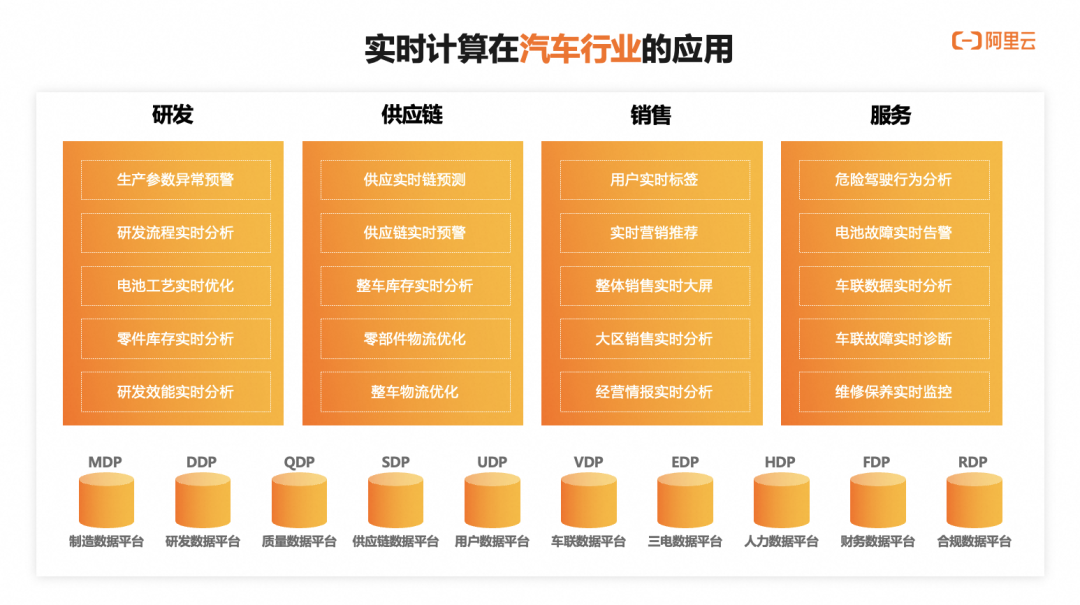 实时计算在汽车行业的应用
阿里云
研发
供应链
销售
服务
生产参数异常预警
研发流程实时分析
电池工艺实时优化
零件库存实时分析
研发效能实时分析
供应实时链预测
供应链实时预警
整车库存实时分析
零部件物流优化
整车物流优化
用户实时标签
实时营销推荐
整体销售实时大屏
大区销售实时分析
经营情报实时分析
危险驾驶行为分析
电池故障实时告警
车联数据实时分析
车联故障实时诊断
维修保养实时监控
MDP
DDP
QDP
SDP
UDP
VDP
EDP
HDP
FDP
RDP
制造数据平台
研发数据平台
质量数据平台
供应链数据平台
用户数据平台
车联数据平台
三电数据平台
人力数据平台
财务数据平台
合规数据平台